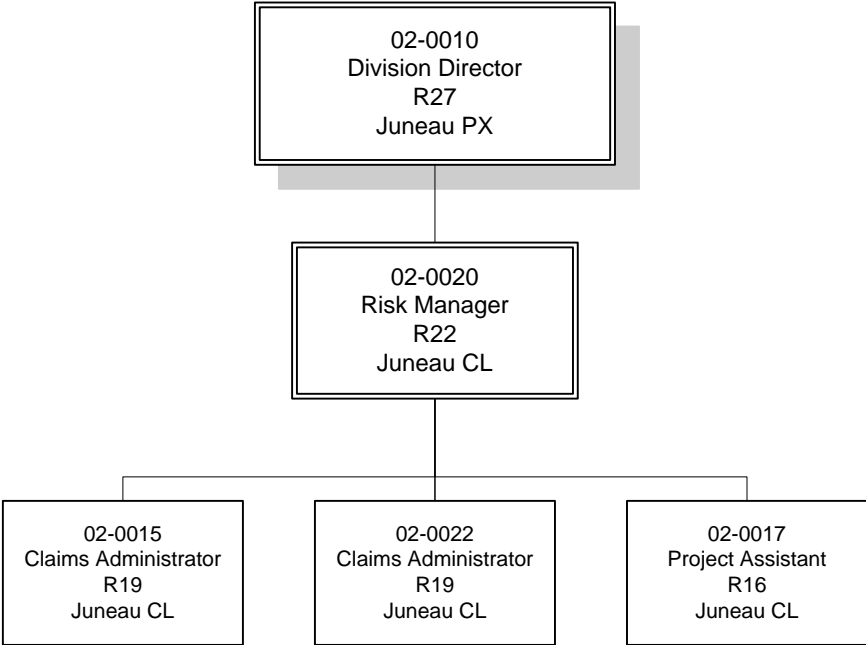 02-0010
Division Director
R27
Juneau PX
02-0020
Risk Manager
R22
Juneau CL
02-0015
Claims Administrator
R19
Juneau CL
02-0022
Claims Administrator
R19
Juneau CL
02-0017
Project Assistant
R16
Juneau CL